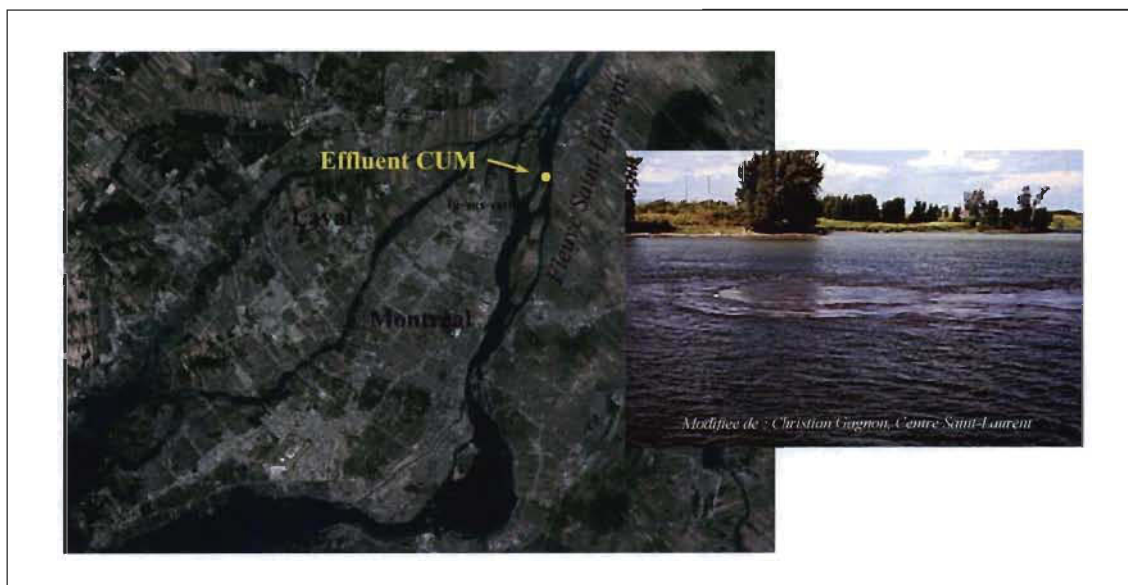 Effluent CUM
Laval
Fleuve Saint-Laurent
Montréal
Modifiée de : Christian Gagnon, Centre Saint-Laurent